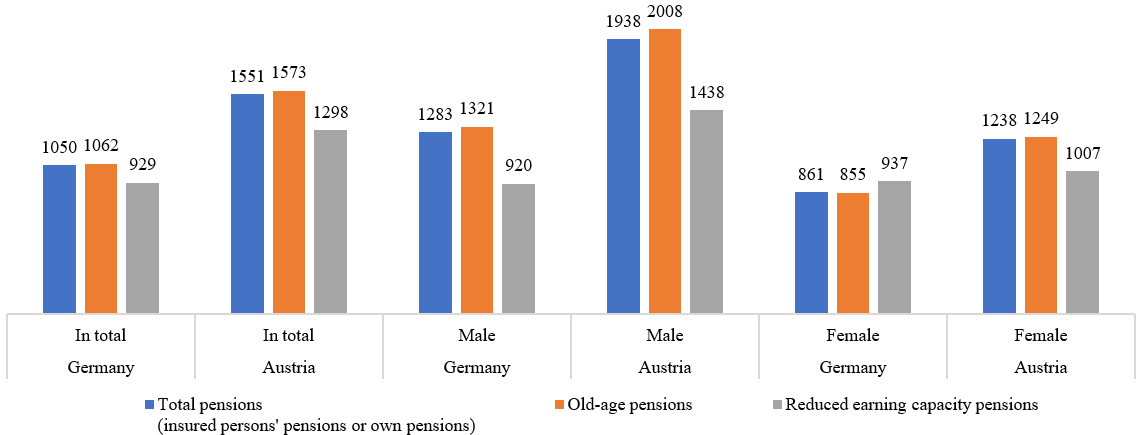 1938 2008
1551 1573
1438
1283 1321
1298
1238 1249
1050 1062
1007
929
920
861 855 937
In total
In total
Male
Male
Female
Female
Germany
Austria
Germany
Austria
Germany
Austria
Total pensions
(insured persons' pensions or own pensions)
Old-age pensions
Reduced earning capacity pensions